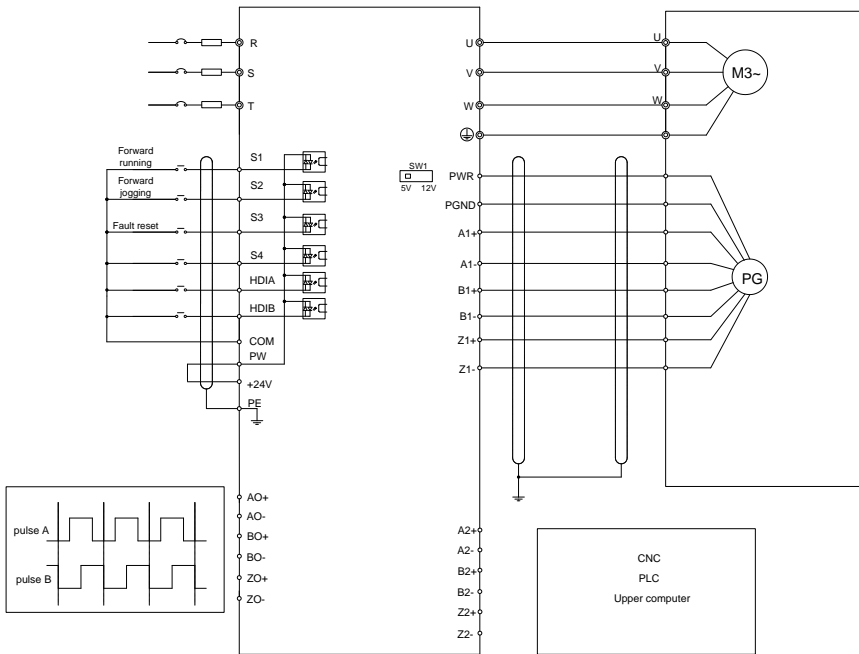 R
S
T
U
V
W
U
V
W
M3~
Forward
running
Forward
jogging
Fault reset
S1
S2
S3
S4
HDIA
HDIB
COM
PW
+24V
PE
SW1
5V 12V
PWR
PGND
A1+
A1-
B1+
B1-
Z1+
Z1-
PG
pulse A
pulse B
AO+
AO-
BO+
BO-
ZO+
ZO-
A2+
A2-
B2+
B2-
Z2+
Z2-
CNC
PLC
Upper computer